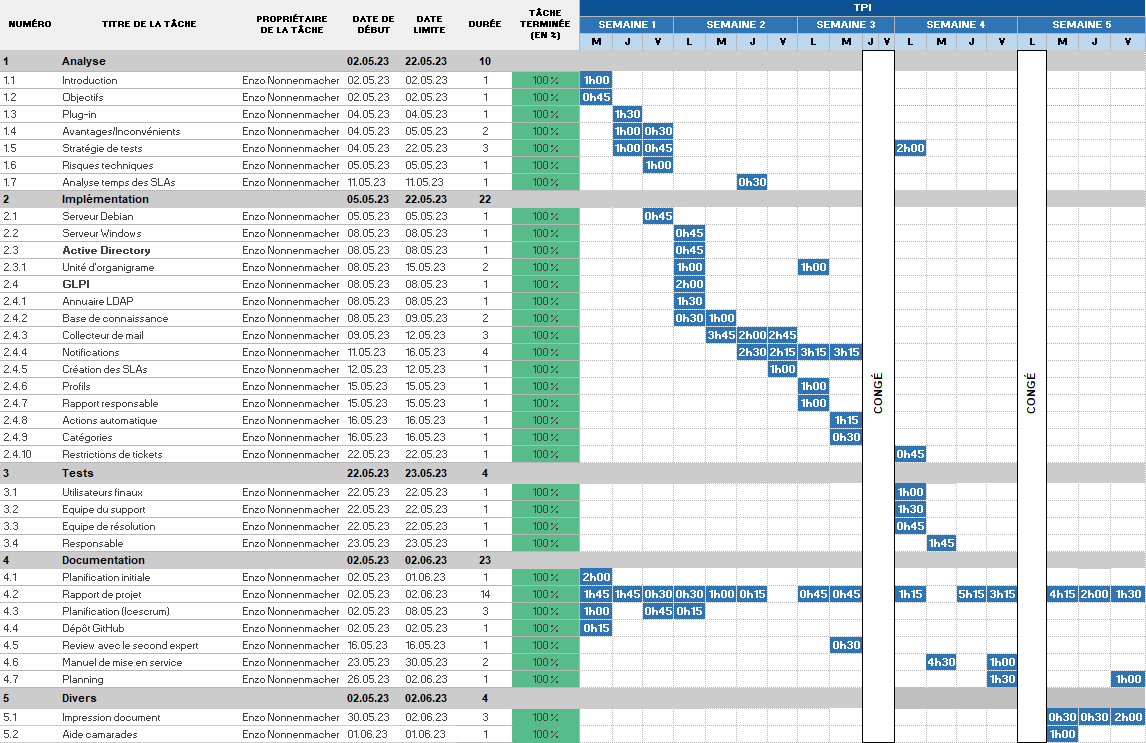 TPI
NUMÉRO TITRE DE LA TÂCHE PROPRIÉTAIRE DE LA TÂCHE DATE DE DÉBUT DATE LIMITE DURÉE TÂCHE TERMINÉE (EN %) SEMAINE 1 SEMAINE 2 SEMAINE 3 SEMAINE 4 SEMAINE 5
M J V L M J V L M J V L M J V L M J V
1 Analyse 02.05.23 22.05.23 10
1.1 Introduction Enzo Nonnenmacher 02.05.23 02.05.23 1 100 % 1h00
1.2 Objectifs Enzo Nonnenmacher 02.05.23 02.05.23 1 100 % 0h45
1.3 Plug-in Enzo Nonnenmacher 04.05.23 04.05.23 1 100 % 1h30
1.4 Avantages/Inconvénients Enzo Nonnenmacher 04.05.23 05.05.23 2 100 % 1h00 0h30
1.5 Stratégie de tests Enzo Nonnenmacher 04.05.23 22.05.23 3 100 % 1h00 0h45 2h00
1.6 Risques techniques Enzo Nonnenmacher 05.05.23 05.05.23 1 100 % 1h00
1.7 Analyse temps des SLAs Enzo Nonnenmacher 11.05.23 11.05.23 1 100 % 0h30
2 Implémentation 05.05.23 22.05.23 22
2.1 Serveur Debian Enzo Nonnenmacher 05.05.23 05.05.23 1 100 % 0h45
2.2 Serveur Windows Enzo Nonnenmacher 08.05.23 08.05.23 1 100 % 0h45
2.3 Active Directory Enzo Nonnenmacher 08.05.23 08.05.23 1 100 % 0h45
2.3.1 Unité d'organigrame Enzo Nonnenmacher 08.05.23 15.05.23 2 100 % 1h00 1h00
2.4 GLPI Enzo Nonnenmacher 08.05.23 08.05.23 1 100 % 2h00
2.4.1 Annuaire LDAP Enzo Nonnenmacher 08.05.23 08.05.23 1 100 % 1h30
2.4.2 Base de connaissance Enzo Nonnenmacher 08.05.23 09.05.23 2 100 % 0h30 1h00
2.4.3 Collecteur de mail Enzo Nonnenmacher 09.05.23 12.05.23 3 100 % 3h45 2h00 2h45
2.4.4 Notifications Enzo Nonnenmacher 11.05.23 16.05.23 4 100 % 2h30 2h15 3h15 3h15
2.4.5 Création des SLAs Enzo Nonnenmacher 12.05.23 12.05.23 1 100 % 1h00
2.4.6 Profils Enzo Nonnenmacher 15.05.23 15.05.23 1 100 % 1h00
2.4.7 Rapport responsable Enzo Nonnenmacher 15.05.23 15.05.23 1 100 % 1h00
2.4.8 Actions automatique Enzo Nonnenmacher 16.05.23 16.05.23 1 100 % 1h15
2.4.9 Catégories Enzo Nonnenmacher 16.05.23 16.05.23 1 100 % 0h30
2.4.10 Restrictions de tickets Enzo Nonnenmacher 22.05.23 22.05.23 1 100 % 0h45
CONGÉ CONGÉ
3 Tests 22.05.23 23.05.23 4
3.1 Utilisateurs finaux Enzo Nonnenmacher 22.05.23 22.05.23 1 100 % 1h00
3.2 Equipe du support Enzo Nonnenmacher 22.05.23 22.05.23 1 100 % 1h30
3.3 Equipe de résolution Enzo Nonnenmacher 22.05.23 22.05.23 1 100 % 0h45
3.4 Responsable Enzo Nonnenmacher 23.05.23 23.05.23 1 100 % 1h45
4 Documentation 02.05.23 02.06.23 23
4.1 Planification initiale Enzo Nonnenmacher 02.05.23 01.06.23 1 100 % 2h00
4.2 Rapport de projet Enzo Nonnenmacher 02.05.23 02.06.23 14 100 % 1h45 1h45 0h30 0h30 1h00 0h15 0h45 0h45 1h15 5h15 3h15 4h15 2h00 1h30
4.3 Planification (Icescrum) Enzo Nonnenmacher 02.05.23 08.05.23 3 100 % 1h00 0h45 0h15
4.4 Dépôt GitHub Enzo Nonnenmacher 02.05.23 02.05.23 1 100 % 0h15
4.5 Review avec le second expert Enzo Nonnenmacher 16.05.23 16.05.23 1 100 % 0h30
4.6 Manuel de mise en service Enzo Nonnenmacher 23.05.23 30.05.23 2 100 % 4h30 1h00
4.7 Planning Enzo Nonnenmacher 26.05.23 02.06.23 1 100 % 1h30 1h00
5 Divers 02.05.23 02.06.23 4
5.1 Impression document Enzo Nonnenmacher 30.05.23 02.06.23 3 100 % 0h30 0h30 2h00
5.2 Aide camarades Enzo Nonnenmacher 01.06.23 01.06.23 1 100 % 1h00